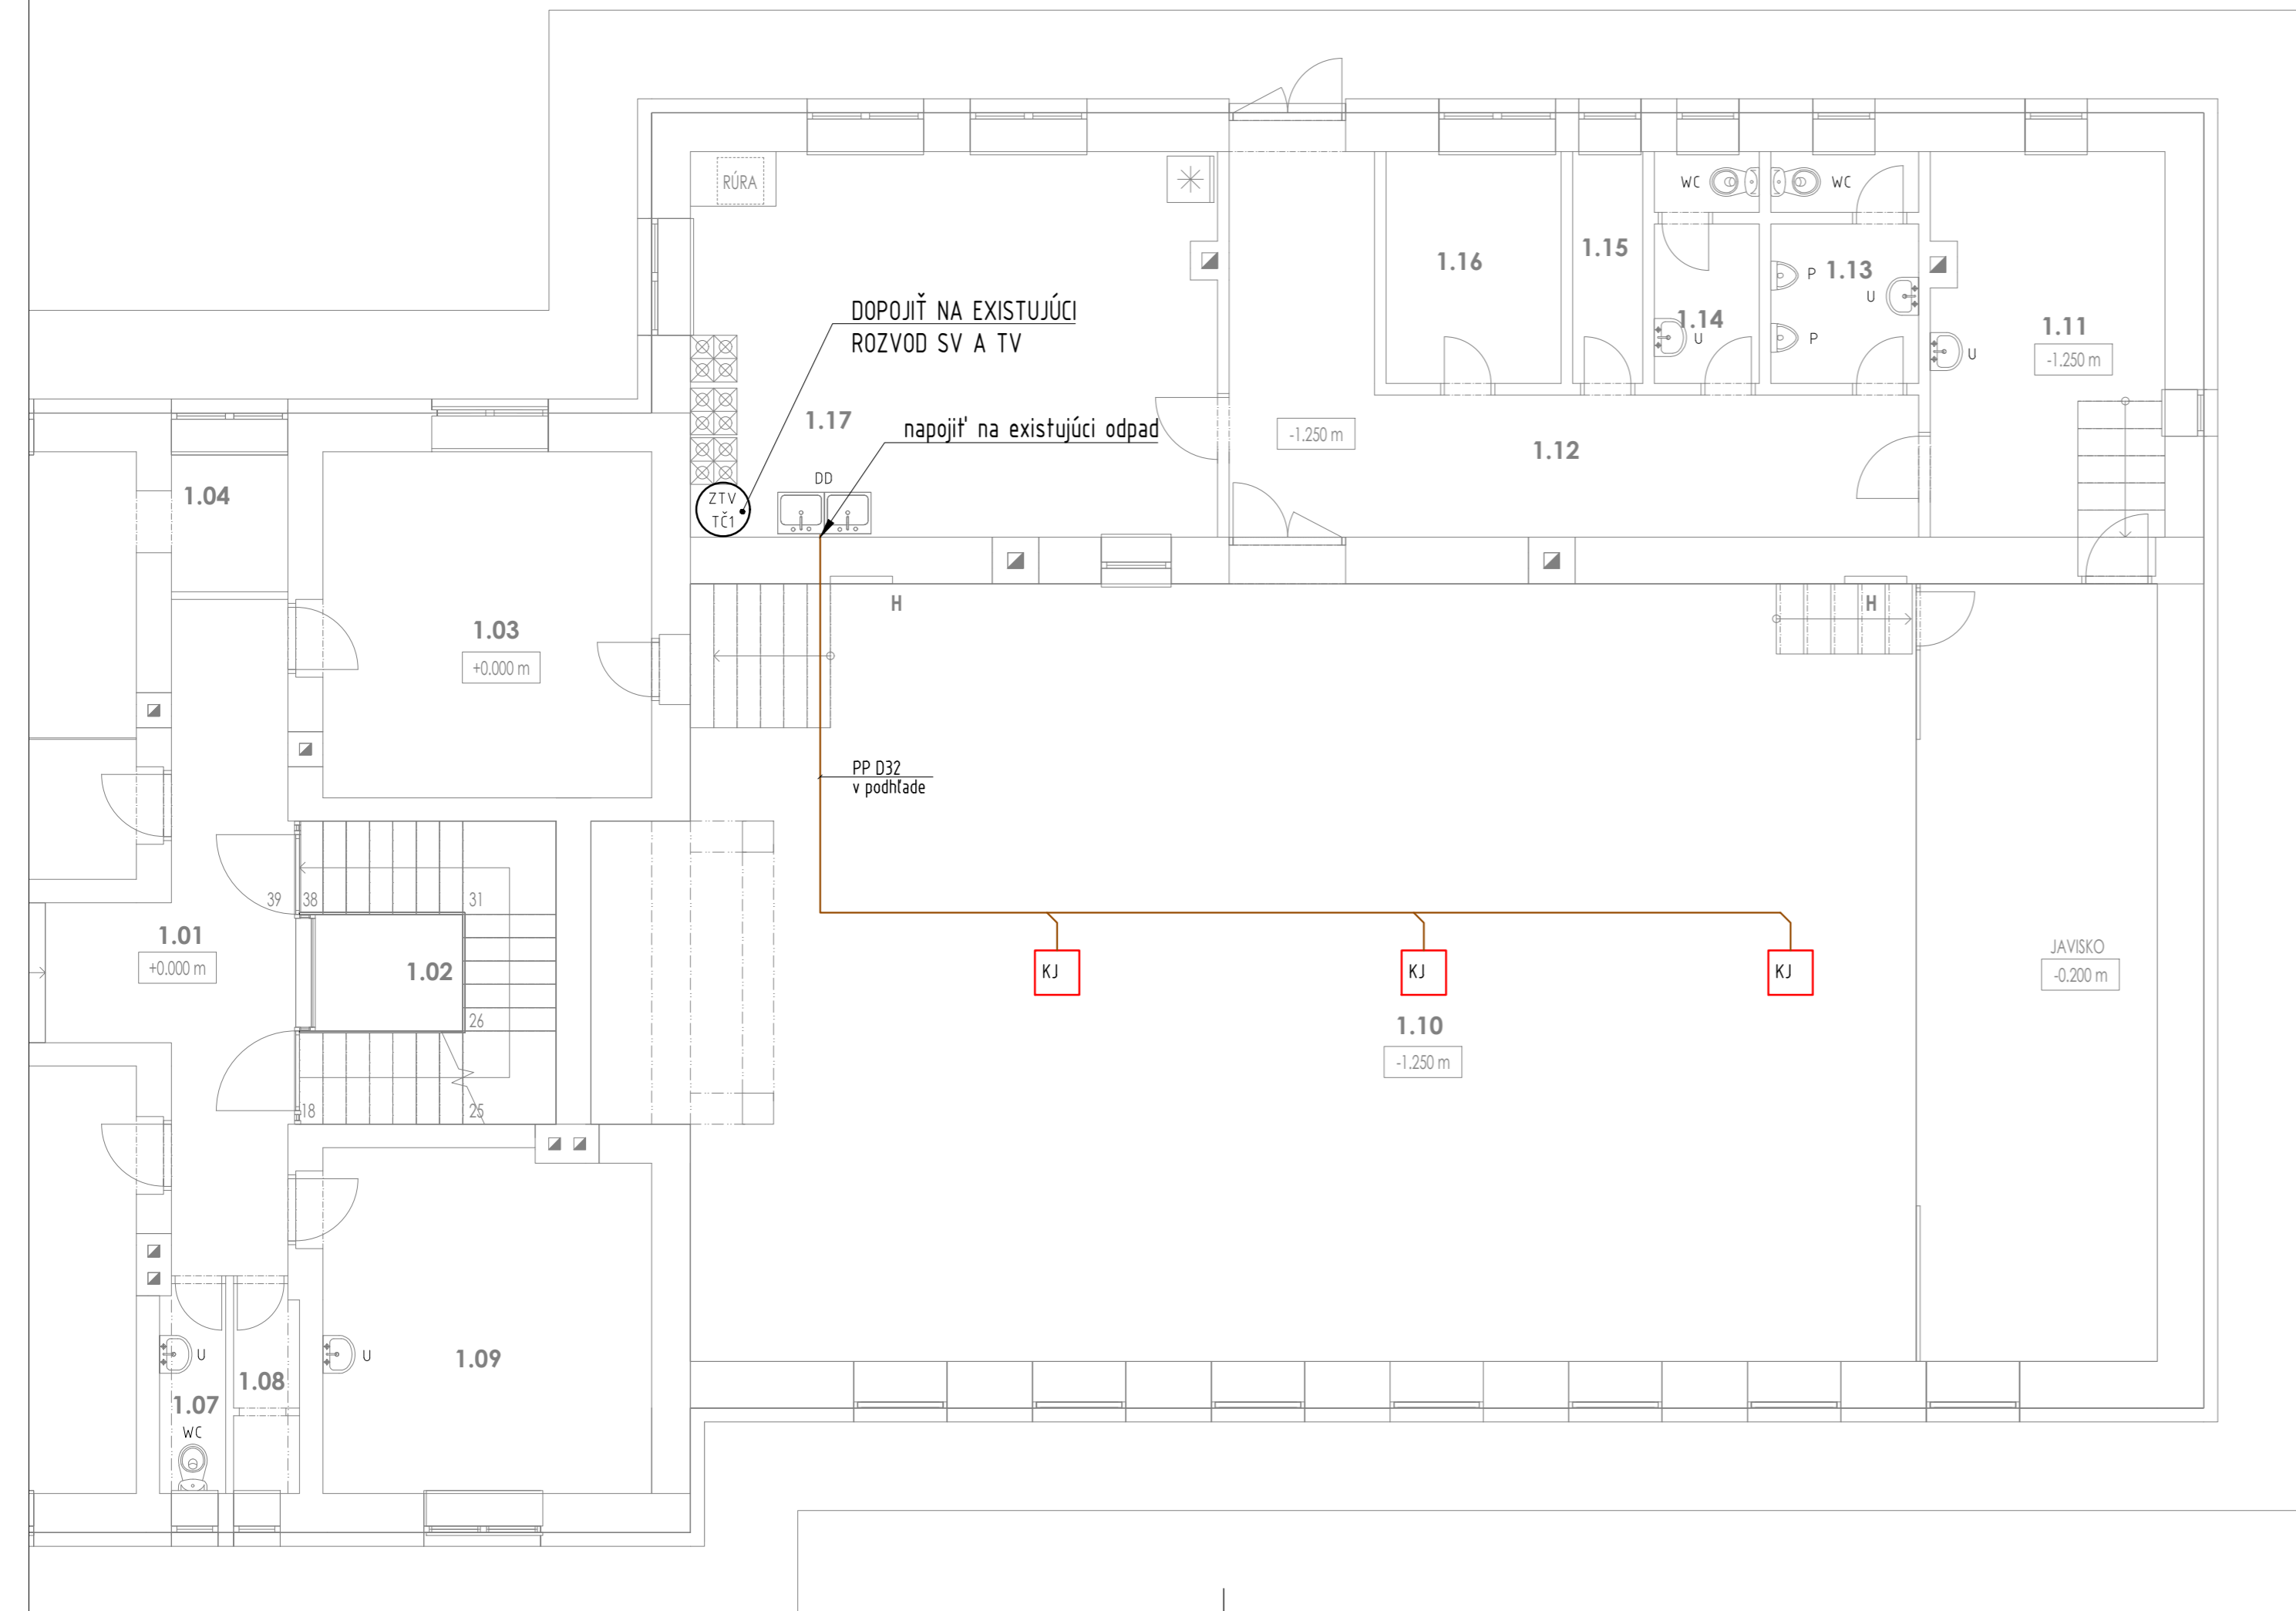 RÚRA
WC
WC
1.15
1.16
P
1.13
U
DOPOJIŤ NA EXISTUJÚCI
ROZVOD SV A TV
1.14
U
P
1.11
-1.250 m
U
1.17
napojiť na existujúci odpad
-1.250 m
1.12
DD
ZTV
TČ1
1.04
H
H
1.03
+0.000 m
PP D32
v podhľade
39
38
31
1.01
+0.000 m
1.02
26
18
25
KJ
KJ
KJ
JAVISKO
-0.200 m
1.10
-1.250 m
U
U
1.09
1.08
1.07
WC